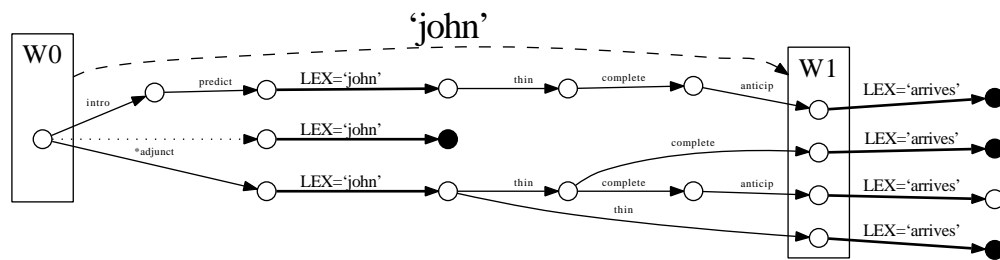 ‘john’
W0
W1
intro
predict
LEX=‘john’
thin
complete
anticip
LEX=‘arrives’
LEX=‘john’
*adjunct
complete
LEX=‘arrives’
LEX=‘john’
thin
complete
anticip
LEX=‘arrives’
thin
LEX=‘arrives’